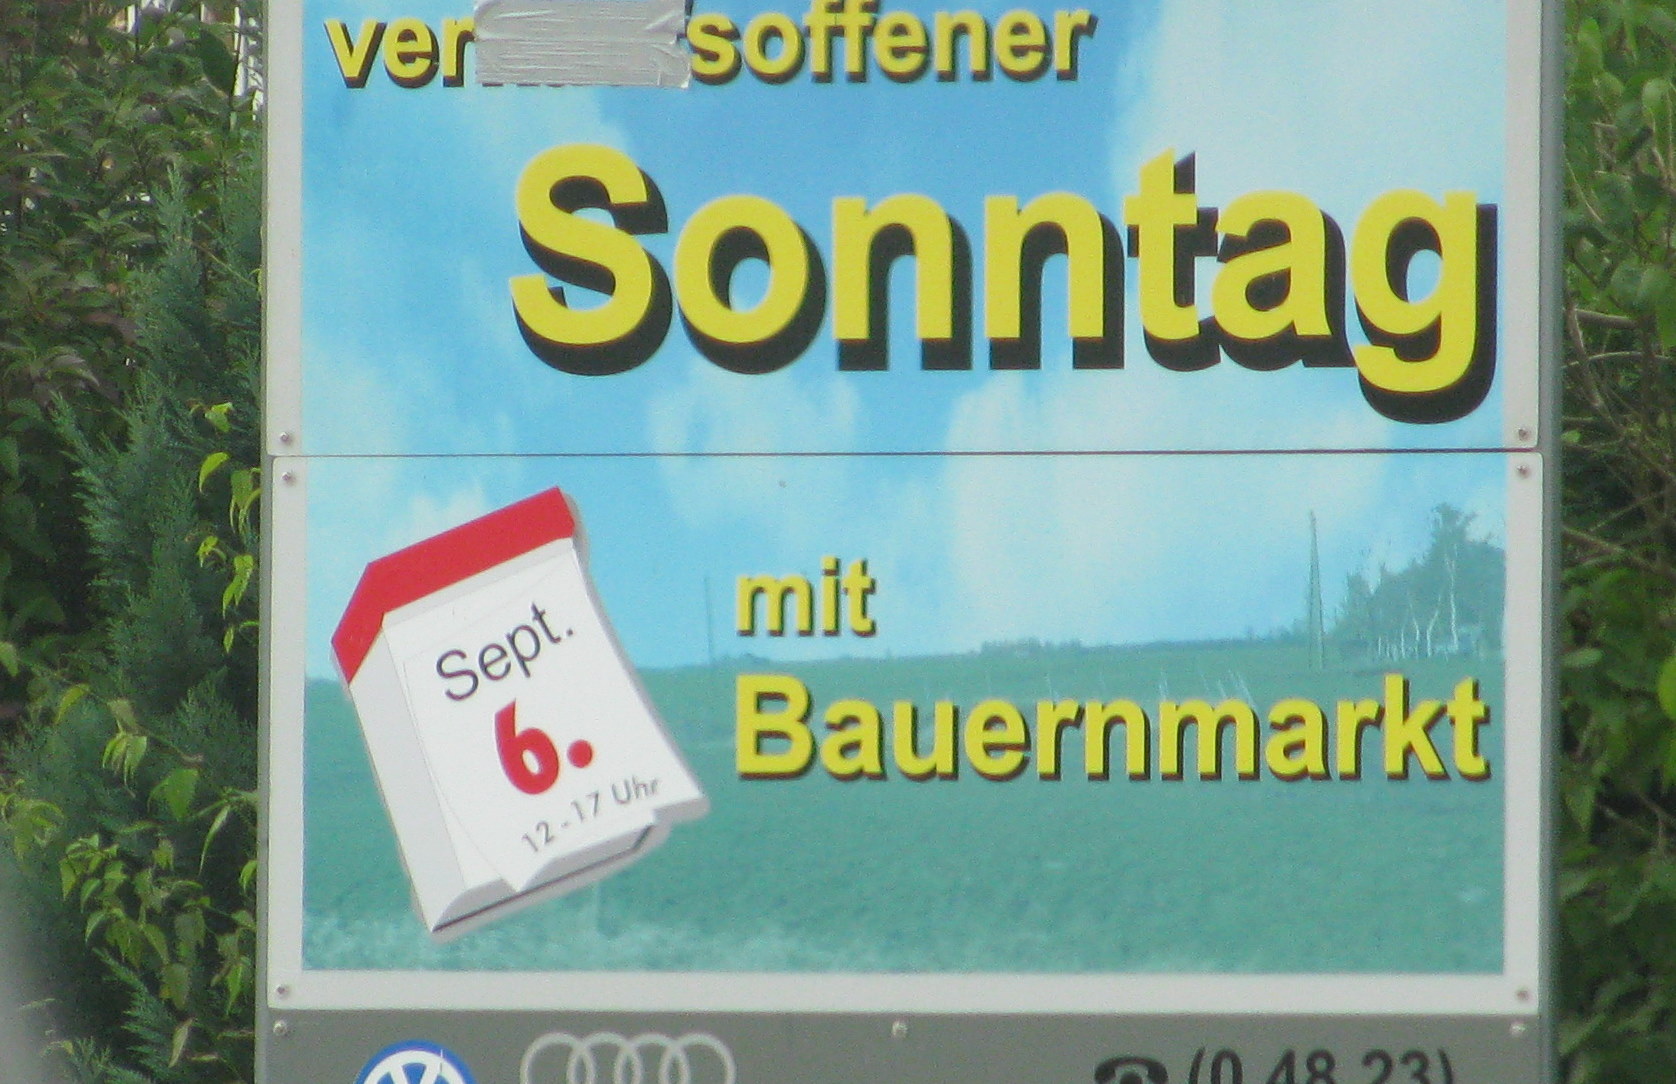 ver soffener
Sonntag
mit
Bauernmarkt
Sept.
6.
12-17 Uhr
(0 48 23)